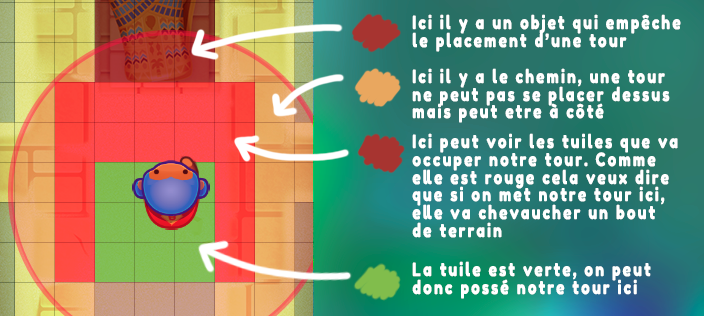 Ici il y a un objet qui empêche
le placement d'une tour
Ici il y a le chemin, une tour
ne peut pas se placer dessus
mais peut etre à côté
Ici peut voir les tuiles que va
occuper notre tour. Comme
elle est rouge cela veux dire
que si on met notre tour ici,
elle va chevaucher un bout
de terrain
La tuile est verte, on peut
donc possé notre tour ici